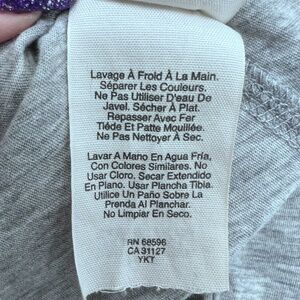 Lavage À Froid À La Main.
Séparer Les Couleurs.
Ne Pas Utiliser D'eau De
Javel. Sécher À Plat.
Repasser Avec Fer
Tiède Et Patte Mouillée.
Ne Pas Nettoyer À Sec.
Lavar A Mano En Agua Fría,
Con Colores Similares. No
Usar Cloro. Secar Extendido
En Plano. Usar Plancha Tibia.
Utilice Un Paño Sobre La
Prenda Al Planchar.
No Limpiar En Seco.
RN 68596
CA 31127
YKT